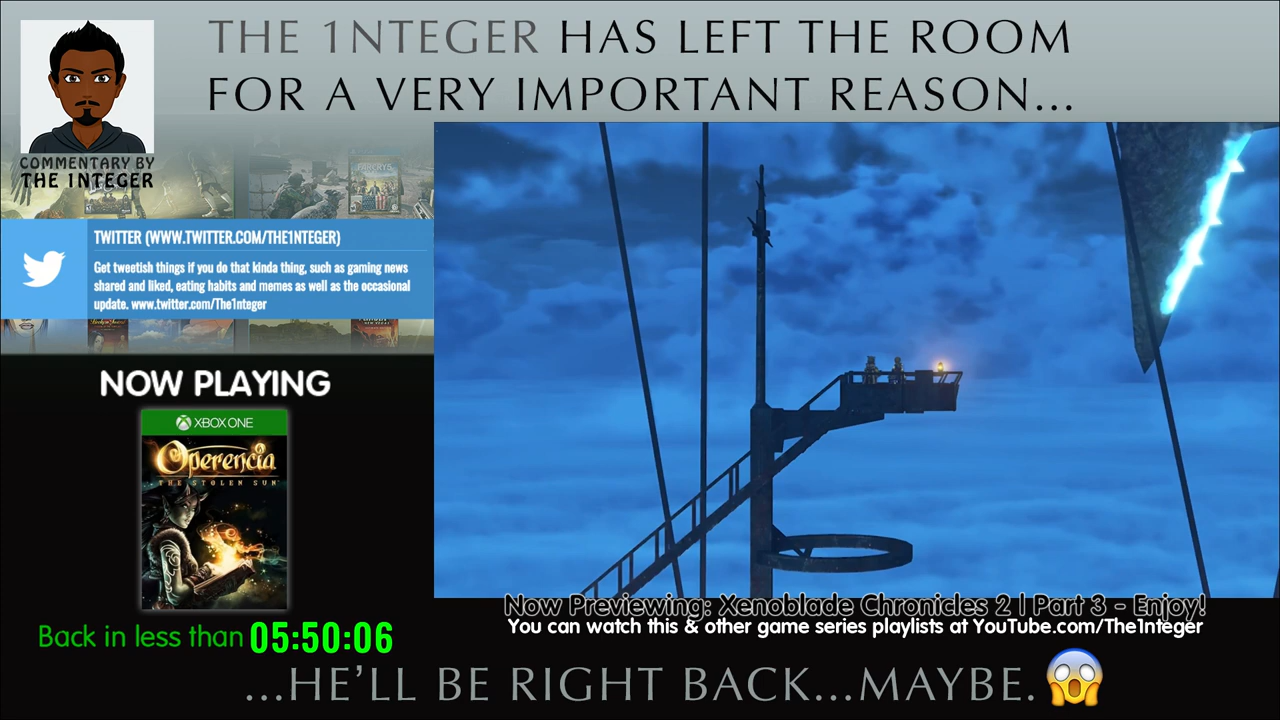 THE 1NTEGER HAS LEFT THE ROOM
FOR A VERY IMPORTANT REASON...
COMMENTARY BY
THE 1NTEGER
FARCRY5
TWITTER (WWW.TWITTER.COM/THE1NTEGER)
Get tweetish things if you do that kinda thing, such as gaming news
shared and liked, eating habits and memes as well as the occasional
update. www.twitter.com/The1nteger
NOW PLAYING
XBOX ONE
Operencia
THE STOLEN SUN
Back in less than 05:50:06
Now Previewing: Xenoblade Chronicles 2 | Part 3 - Enjoy!
You can watch this & other game series playlists at YouTube.com/The1nteger
...HE'LL BE RIGHT BACK...MAYBE.